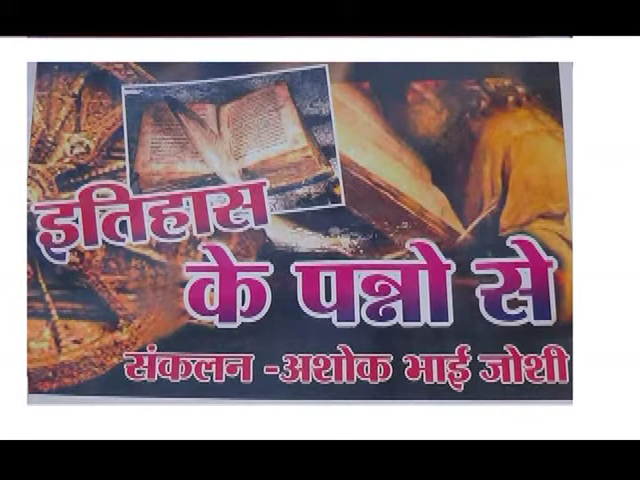 इतिहास
के पन्नो से
संकलन -अशोक भाई जोशी